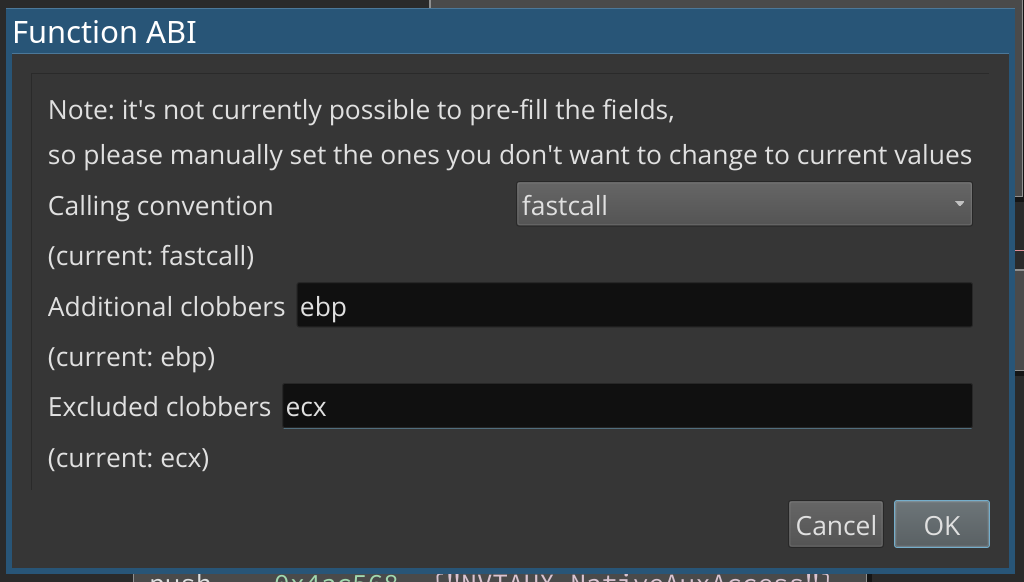 Function ABI
Note: it's not currently possible to pre-fill the fields,
so please manually set the ones you don't want to change to current values
Calling convention fastcall
(current: fastcall)
Additional clobbers ebp
(current: ebp)
Excluded clobbers ecx
(current: ecx)
Cancel OK
push 0x4ac568 ["NVTAUX_NativeAuxAccess"]